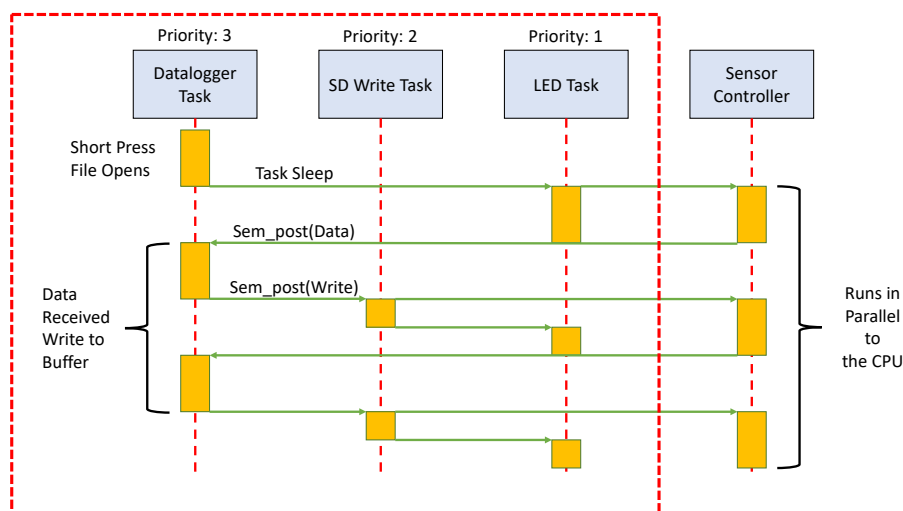 Priority: 3
Priority: 2
Priority: 1
Datalogger
Task
SD Write Task
LED Task
Sensor
Controller
Short Press
File Opens
Task Sleep
Sem_post(Data)
Sem_post(Write)
Data
Received
Write to
Buffer
Runs in
Parallel
to
the CPU